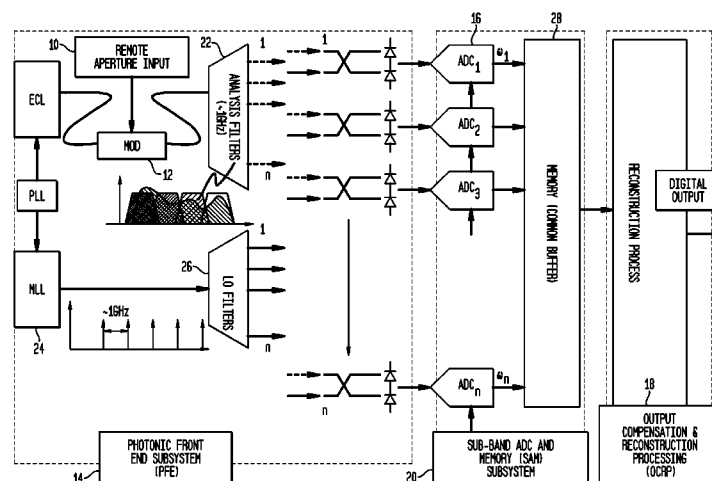 10
REMOTE
APERTURE INPUT
22
1
1
16
28
ECL
ANALYSIS FILTERS
(~1GHz)
ADC1
ω1
MOD
12
ADC2
PLL
n
n
ADC3
MEMORY (COMMON BUFFER)
RECONSTRUCTION PROCESS
DIGITAL
OUTPUT
MLL
24
~1GHz
26
1
LO FILTERS
n
n
ADCn
ωn
18
PHOTONIC FRONT
END SUBSYSTEM
(PFE)
14
SUB-BAND ADC AND
MEMORY (SAM)
SUBSYSTEM
20
OUTPUT
COMPENSATION &
RECONSTRUCTION
PROCESSING
(OCRP)